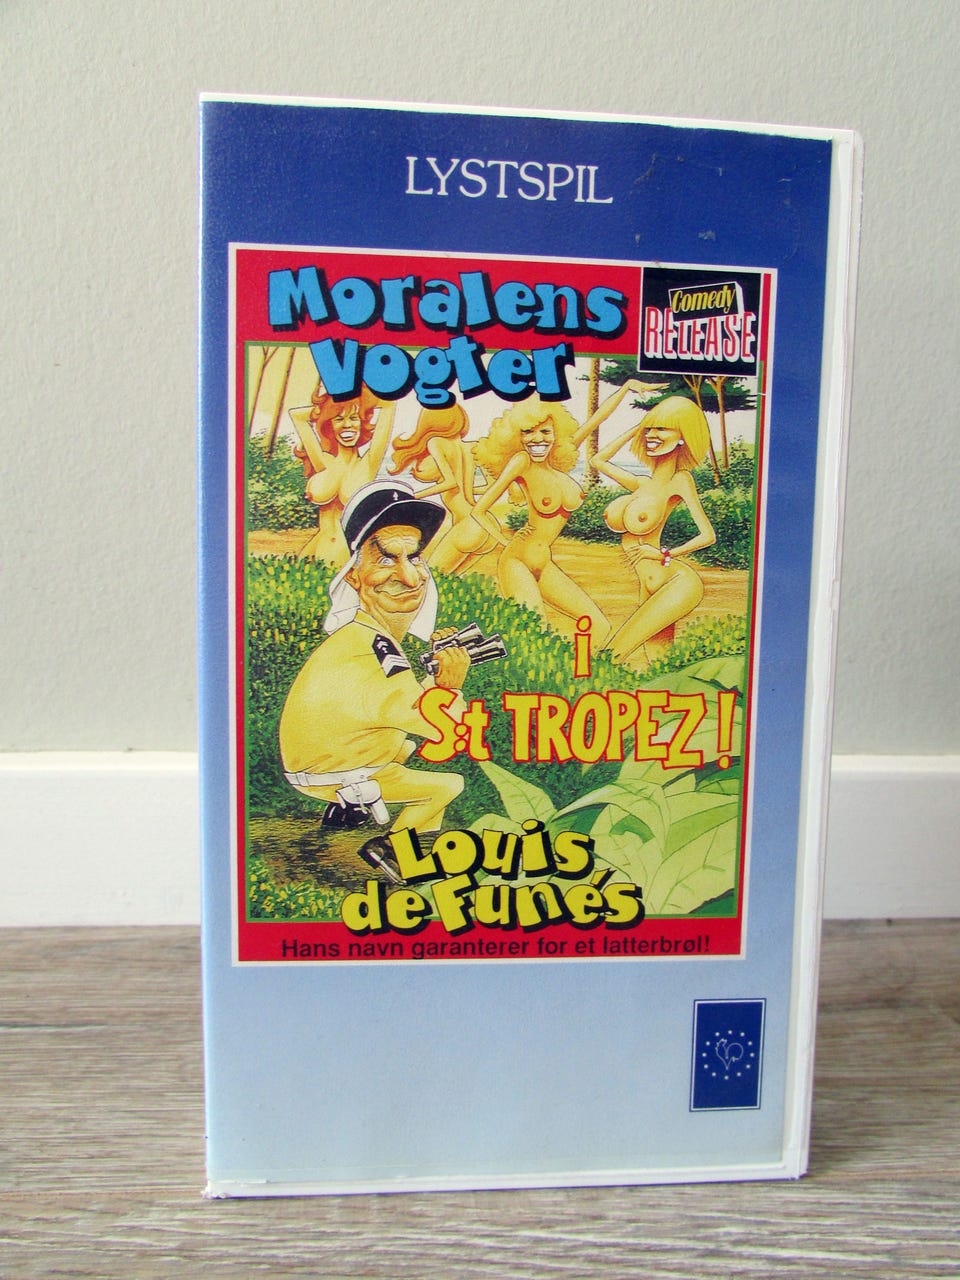 LYSTSPIL
Moralens
Vogter
Comedy
RELEASE
i
S:t TROPEZ!
Louis
de Funés
Hans navn garanterer for et latterbrøl!